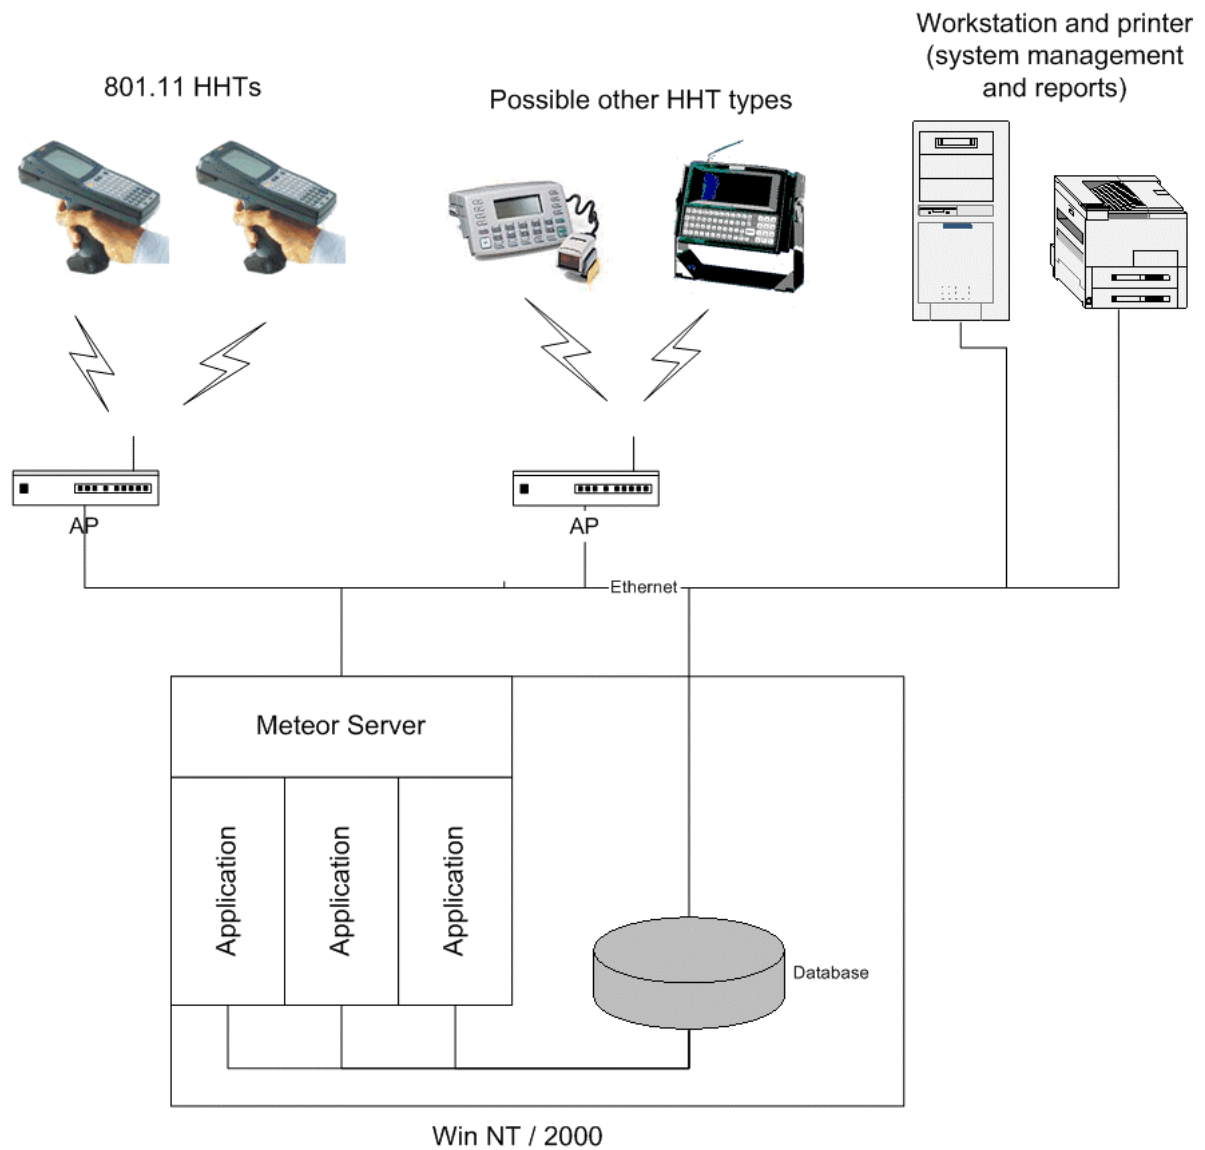 Workstation and printer
(system management
and reports)
801.11 HHTs
Possible other HHT types
AP
AP
Ethernet
Meteor Server
Application
Application
Application
Database
Win NT / 2000